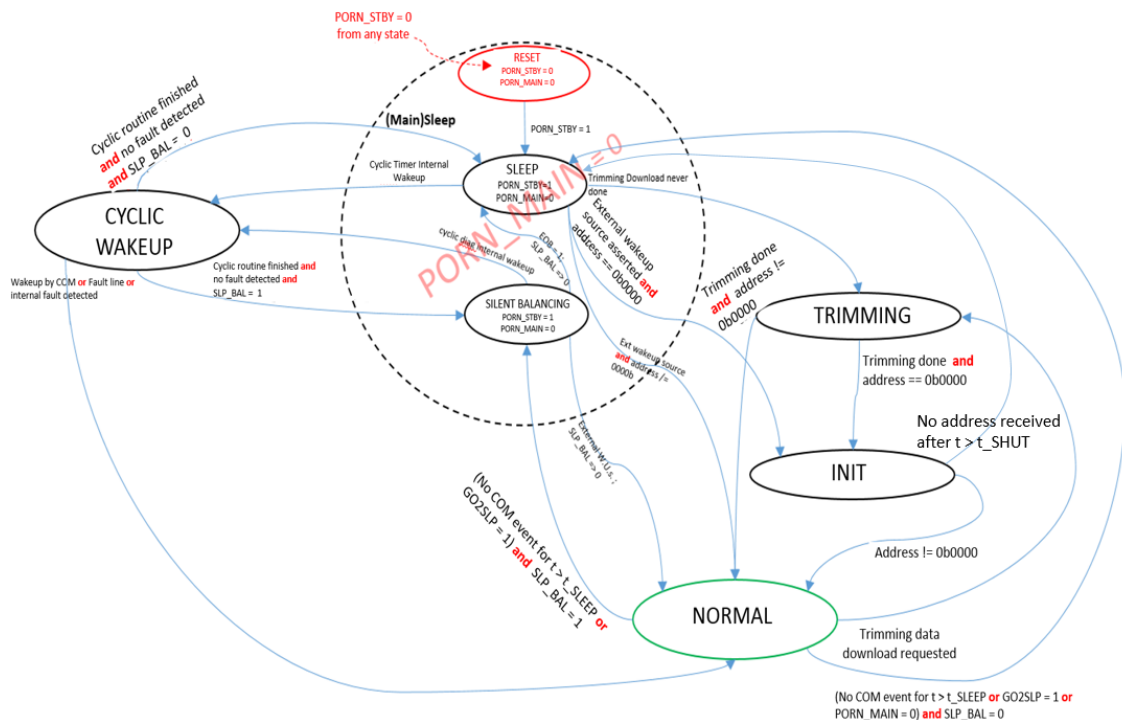 PORN_STBY = 0
from any state
RESET
PORN_STBY = 0
PORN_MAIN = 0
PORN_STBY = 1
(Main)Sleep
PORN_MAIN = 0
Cyclic routine finished
and no fault detected
and SLP_BAL = 0
Cyclic Timer Internal
Wakeup
SLEEP
PORN_STBY=1
PORN_MAIN=0
Trimming Download never
done
CYCLIC
WAKEUP
Wakeup by COM or Fault line or
internal fault detected
Cyclic routine finished and
no fault detected and
SLP_BAL = 1
cyclic diag internal wakeup
EOB = 1;
SLP_BAL => 0
External wakeup
source asserted and
address == 0b0000
SILENT BALANCING
PORN_STBY = 1
PORN_MAIN = 0
Trimming done
and address !=
0b0000
TRIMMING
Ext wakeup source
and address !=
0000b
Trimming done and
address == 0b0000
No address received
after t > t_SHUT
INIT
External W.U.s. ;
SLP_BAL => 0
(No COM event for t > t_SLEEP or
GO2SLP = 1) and SLP_BAL = 1
Address != 0b0000
NORMAL
Trimming data
download requested
(No COM event for t > t_SLEEP or GO2SLP = 1 or
PORN_MAIN = 0) and SLP_BAL = 0